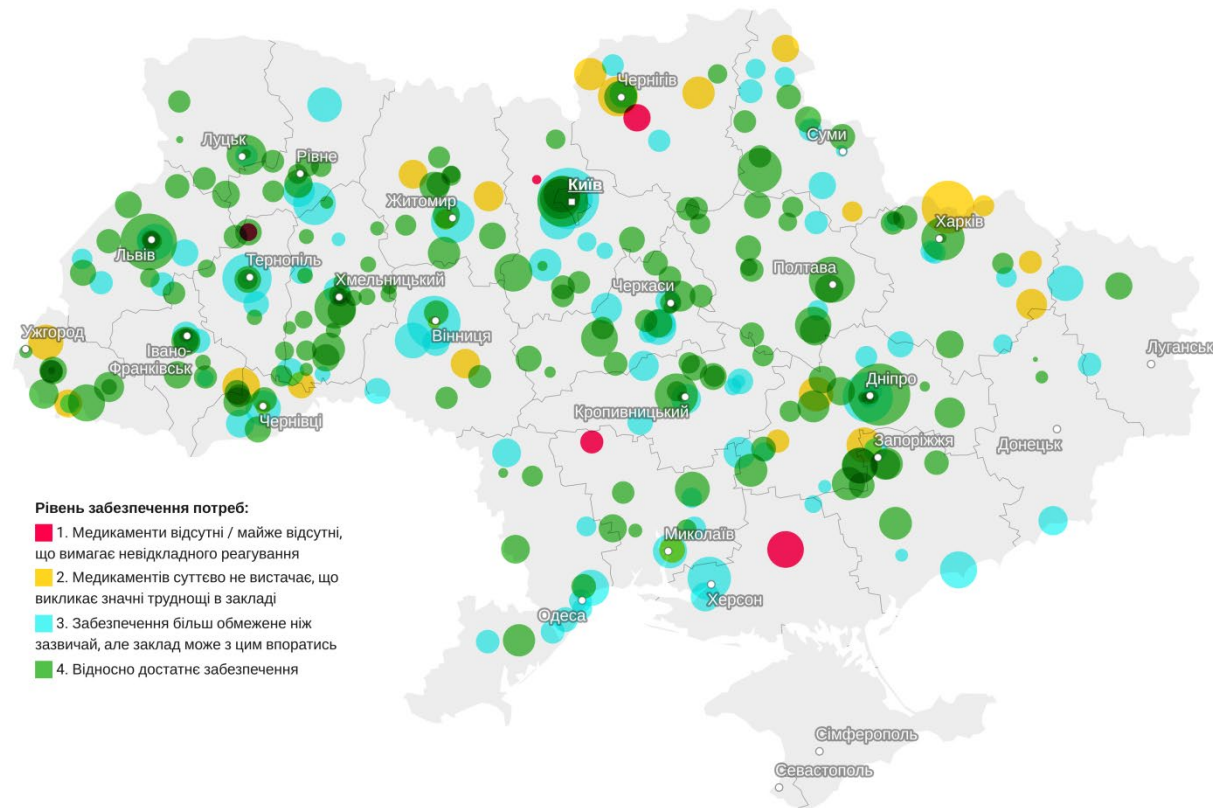 Чернігів
Суми
Луцьк
Рівне
Київ
Житомир
Харків
Львів
Тернопіль
Хмельницький
Полтава
Черкаси
Ужгород
Івано-
Франківськ
Вінниця
Луганськ
Дніпро
Чернівці
Кропивницький
Донецьк
Запоріжжя
Рівень забезпечення потреб:
1. Медикаменти відсутні / майже відсутні,
що вимагає невідкладного реагування
2. Медикаментів суттєво не вистачає, що
викликає значні труднощі в закладі
3. Забезпечення більш обмежене ніж
зазвичай, але заклад може з цим впоратись
4. Відносно достатнє забезпечення
Миколаїв
Херсон
Одеса
Сімферополь
Севастополь